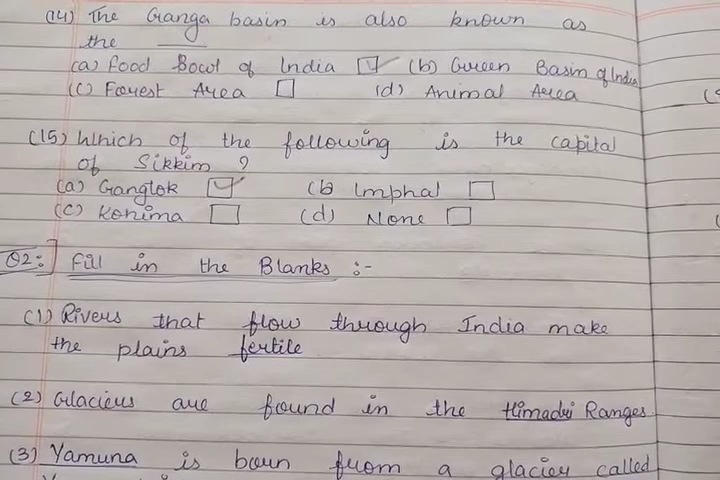 (14) The Ganga basin is also known as
the ____
(a) Food Bowl of India ☑ (b) Green Basin of India
(c) Forest Area ☐ (d) Animal Area
(15) Which of the following is the capital
of Sikkim ?
(a) Gangtok ☑ (b Imphal ☐
(c) Kohima ☐ (d) None ☐
Q2:] Fill in the Blanks :-
(1) Rivers that flow through India make
the plains fertile
(2) Glaciers are found in the Himadri Ranges
(3) Yamuna is born from a glacier called